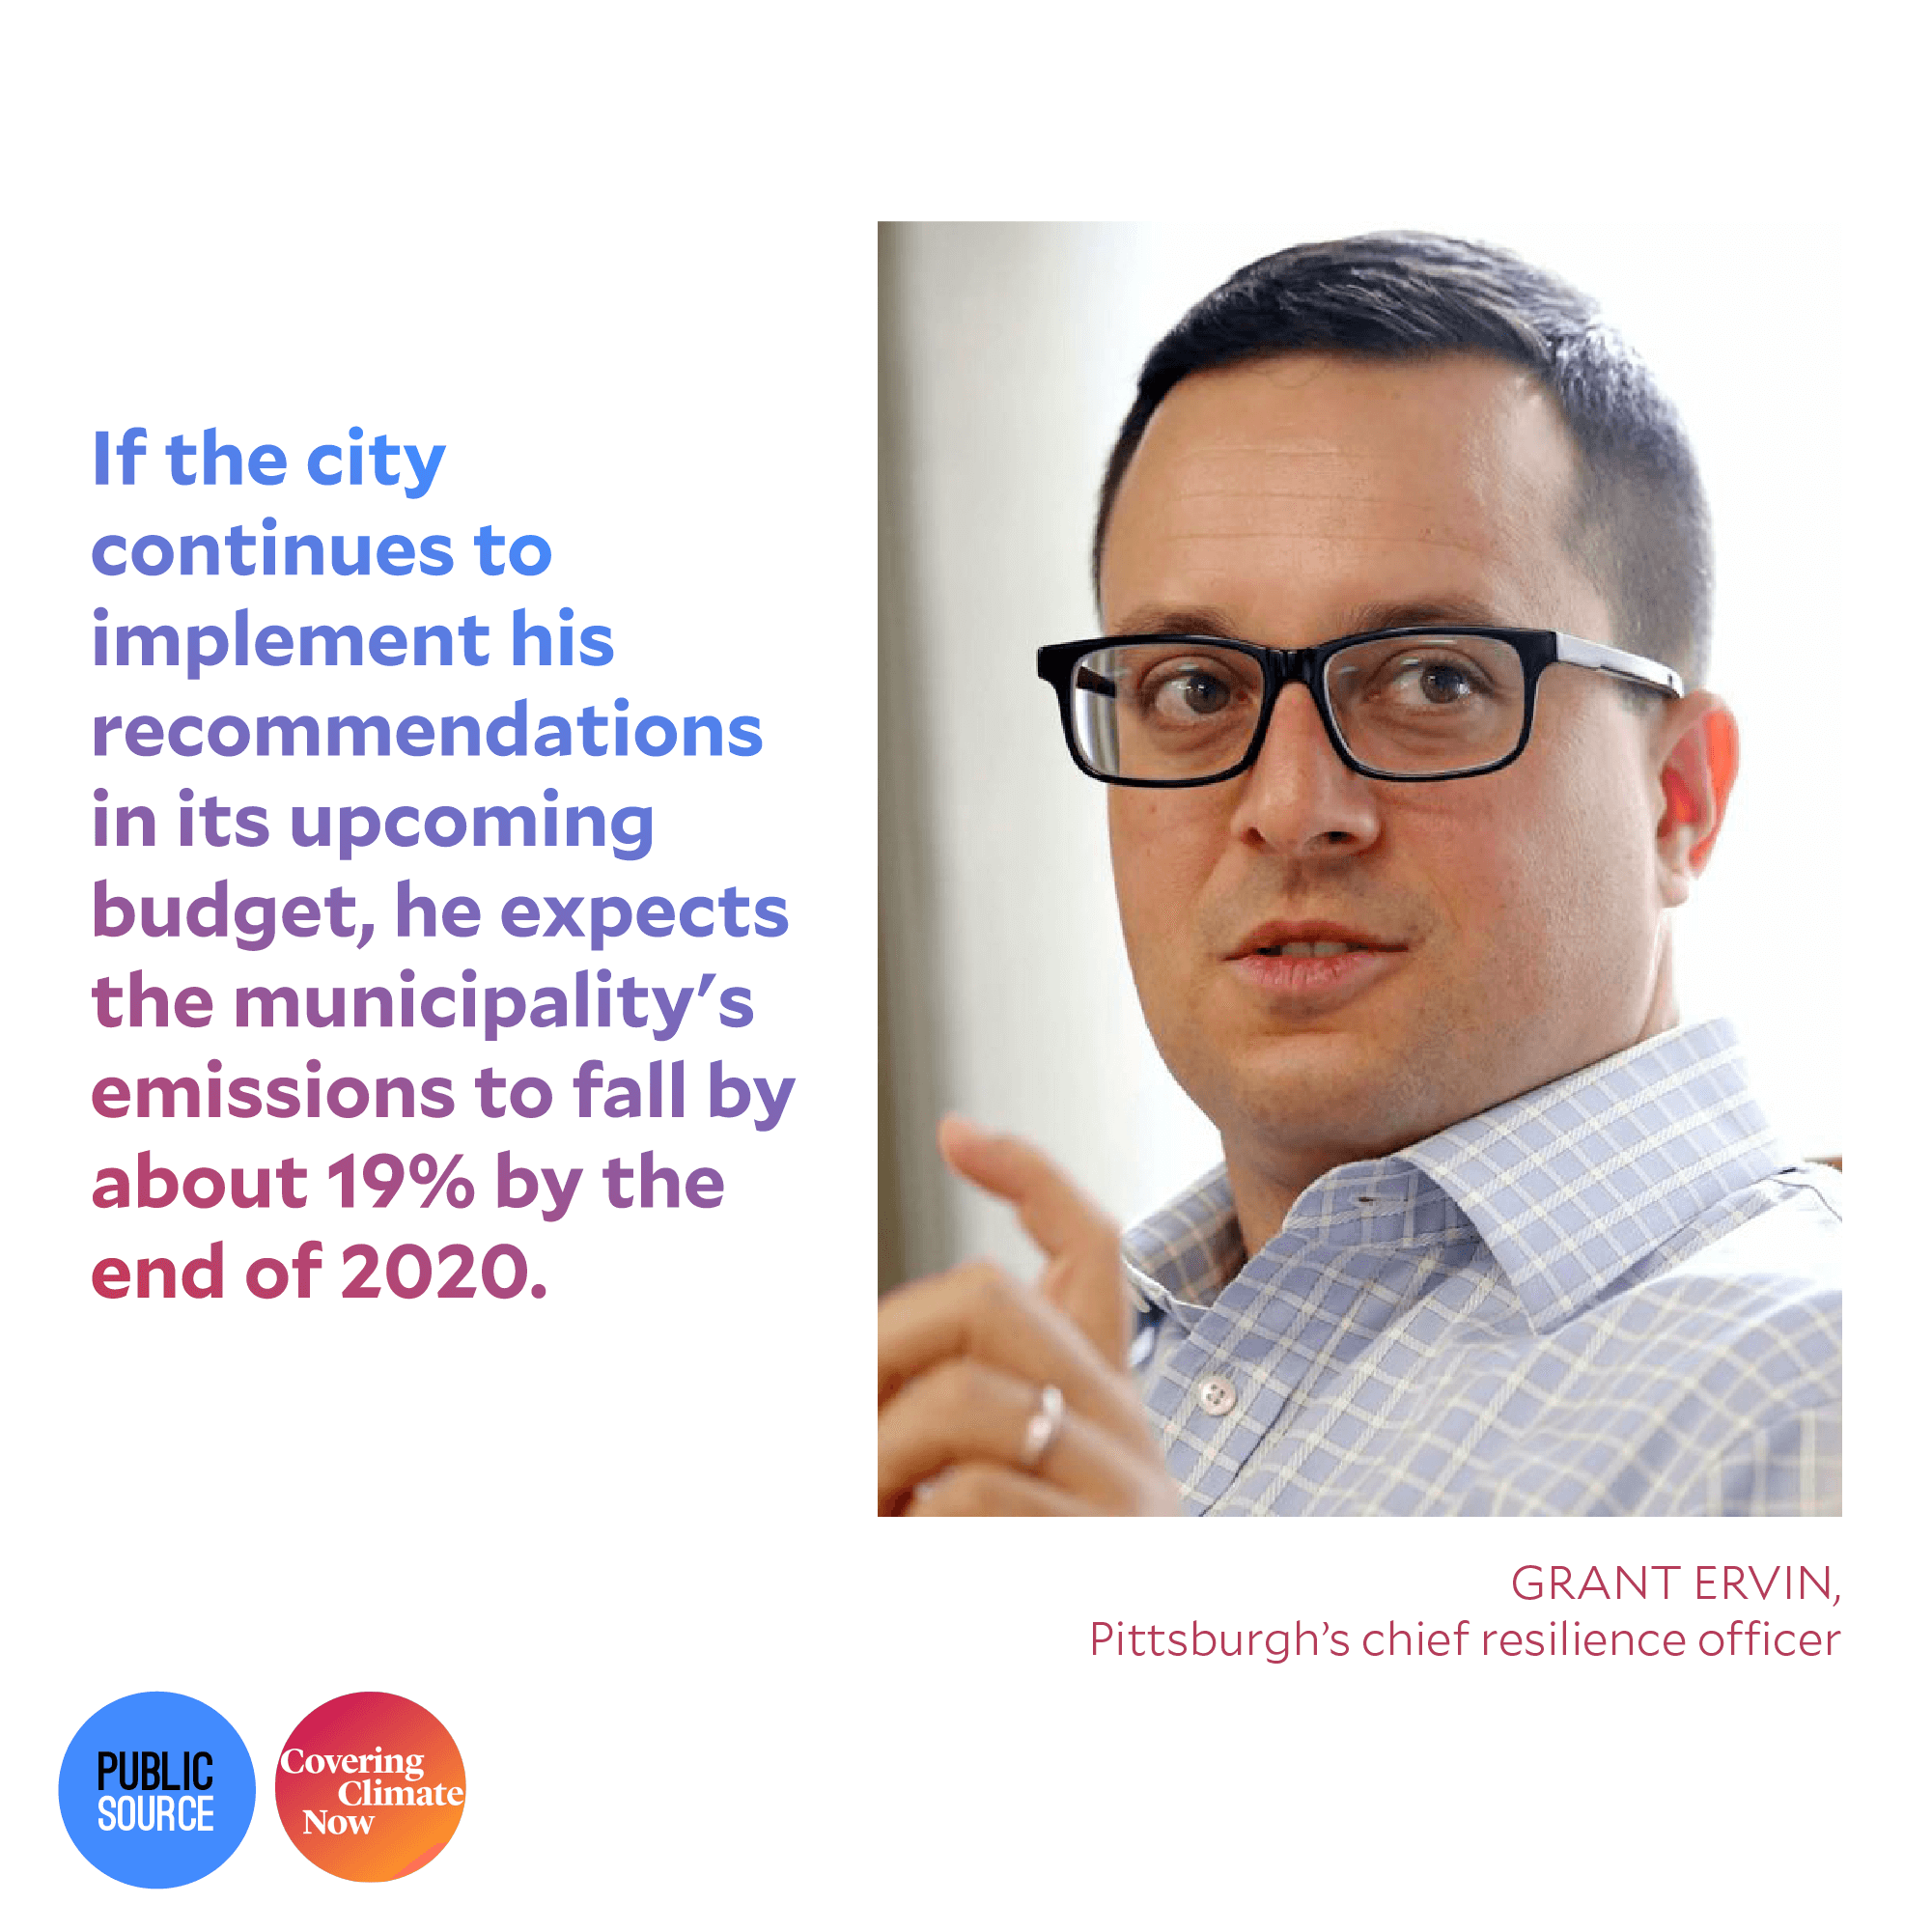 If the city
continues to
implement his
recommendations
in its upcoming
budget, he expects
the municipality's
emissions to fall by
about 19% by the
end of 2020.
GRANT ERVIN,
Pittsburgh’s chief resilience officer
PUBLIC
SOURCE
Covering
Climate
Now